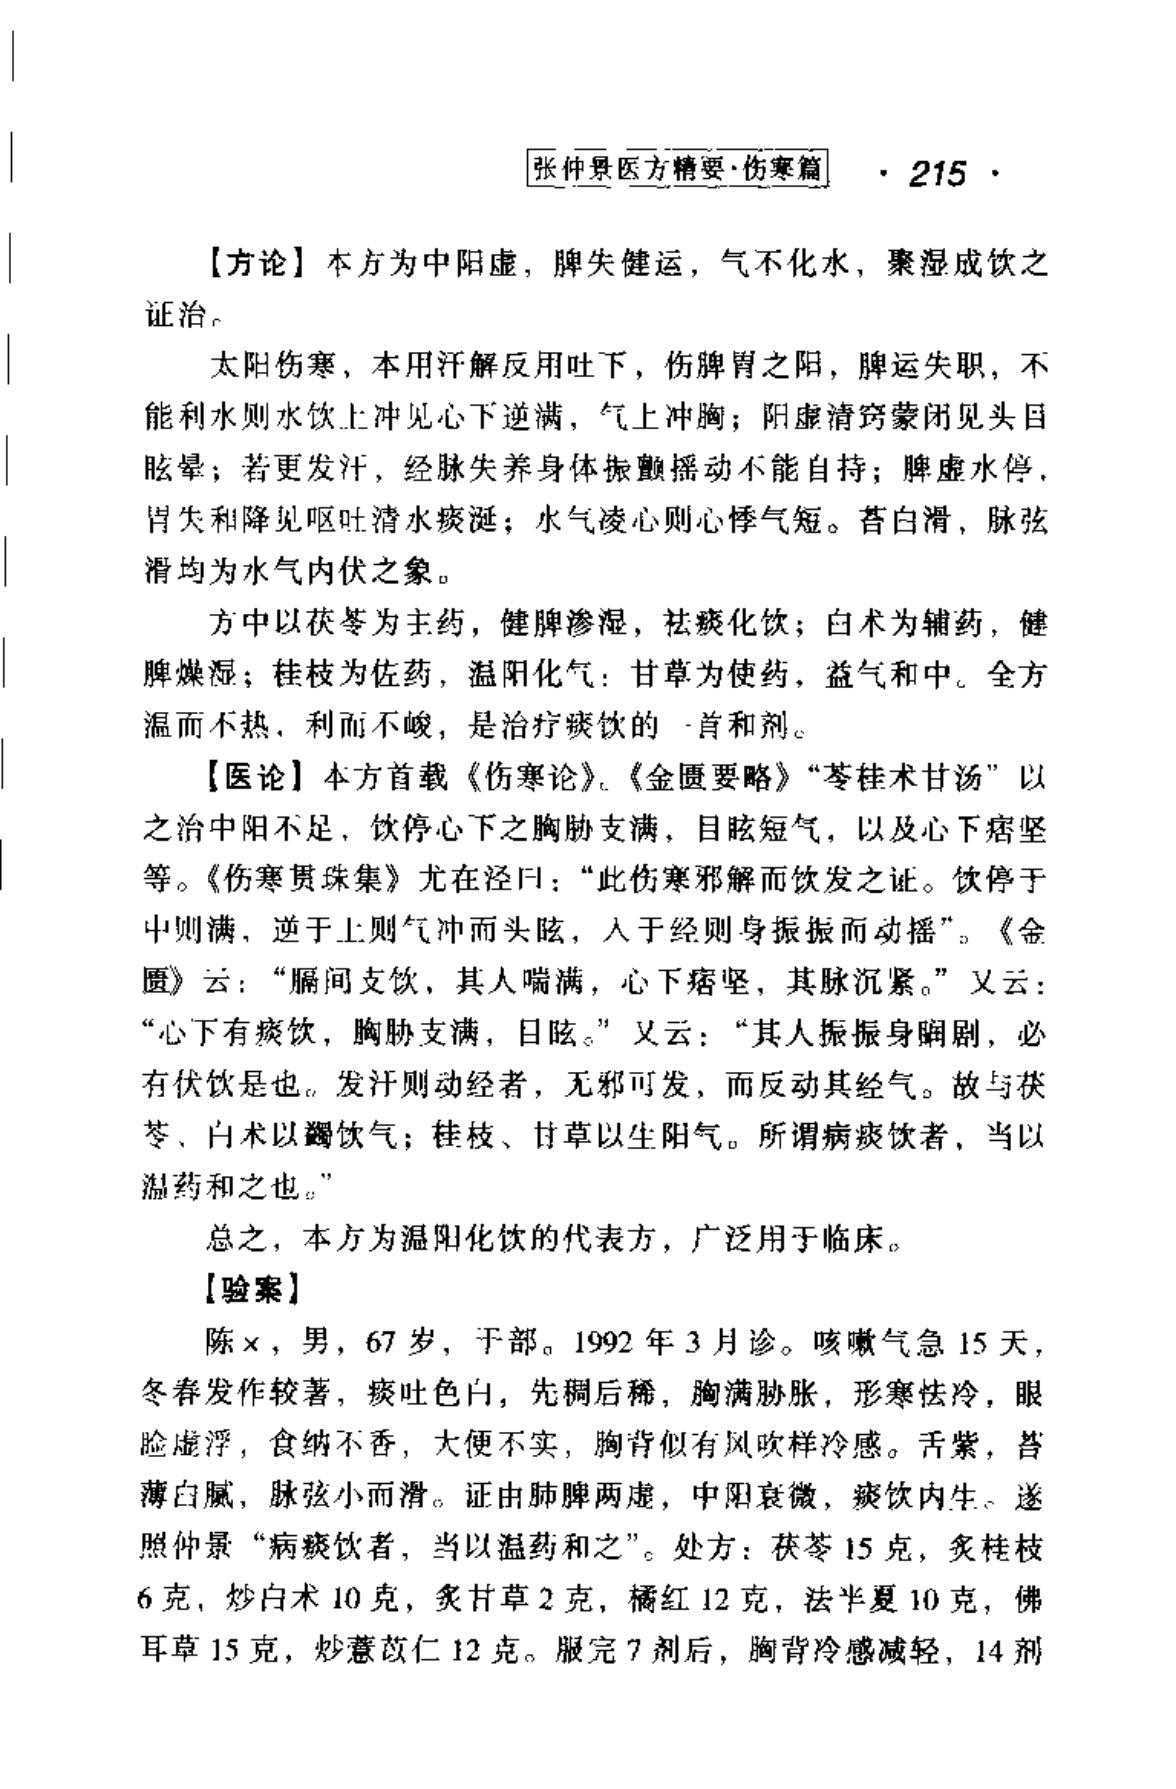 张仲景医方精要·伤寒篇 · 215 ·
【方论】本方为中阳虚，脾失健运，气不化水，聚湿成饮之
证治。
太阳伤寒，本用汗解反用吐下，伤脾胃之阳，脾运失职，不
能利水则水饮上冲见心下逆满，气上冲胸；阳虚清窍蒙闭见头目
眩晕；若更发汗，经脉失养身体振颤摇动不能自持；脾虚水停，
胃失和降见呕吐清水痰涎；水气凌心则心悸气短。苔白滑，脉弦
滑均为水气内伏之象。
方中以茯苓为主药，健脾渗湿，祛痰化饮；白术为辅药，健
脾燥湿；桂枝为佐药，温阳化气；甘草为使药，益气和中。全方
温而不热，利而不峻，是治疗痰饮的一首和剂。
【医论】本方首载《伤寒论》。《金匮要略》“苓桂术甘汤”以
之治中阳不足，饮停心下之胸胁支满，目眩短气，以及心下痞坚
等。《伤寒贯珠集》尤在泾曰：“此伤寒邪解而饮发之证。饮停于
中则满，逆于上则气冲而头眩，入于经则身振振而动摇”。《金
匮》云：“膈间支饮，其人喘满，心下痞坚，其脉沉紧。”又云：
“心下有痰饮，胸胁支满，目眩。”又云：“其人振振身瞤剧，必
有伏饮是也。发汗则动经者，无邪可发，而反动其经气。故与茯
苓、白术以蠲饮气；桂枝、甘草以生阳气。所谓病痰饮者，当以
温药和之也。”
总之，本方为温阳化饮的代表方，广泛用于临床。
【验案】
陈×，男，67 岁，干部。1992 年 3 月诊。咳嗽气急 15 天，
冬春发作较著，痰吐色白，先稠后稀，胸满胁胀，形寒怯冷，眼
睑虚浮，食纳不香，大便不实，胸背似有风吹样冷感。舌紫，苔
薄白腻，脉弦小而滑。证由肺脾两虚，中阳衰微，痰饮内生。遂
照仲景“病痰饮者，当以温药和之”。处方：茯苓 15 克，炙桂枝
6 克，炒白术 10 克，炙甘草 2 克，橘红 12 克，法半夏 10 克，佛
耳草 15 克，炒薏苡仁 12 克。服完 7 剂后，胸背冷感减轻，14 剂